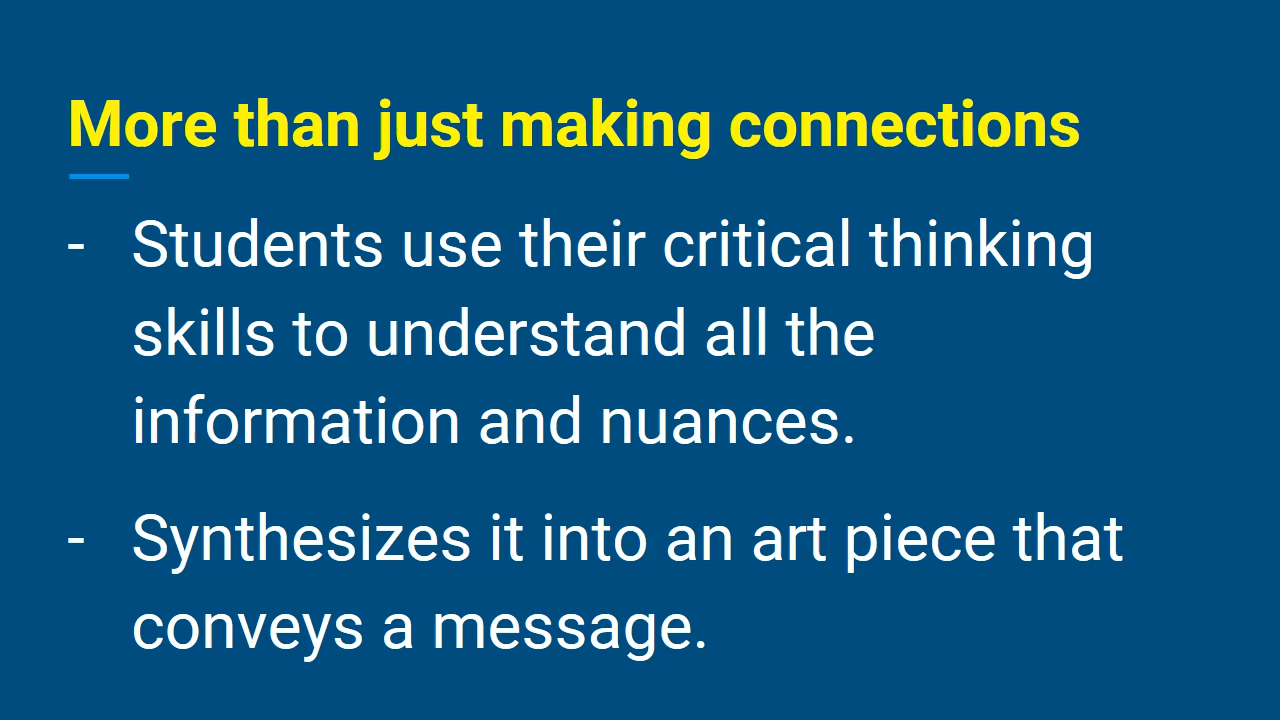 More than just making connections
- Students use their critical thinking
skills to understand all the
information and nuances.
- Synthesizes it into an art piece that
conveys a message.